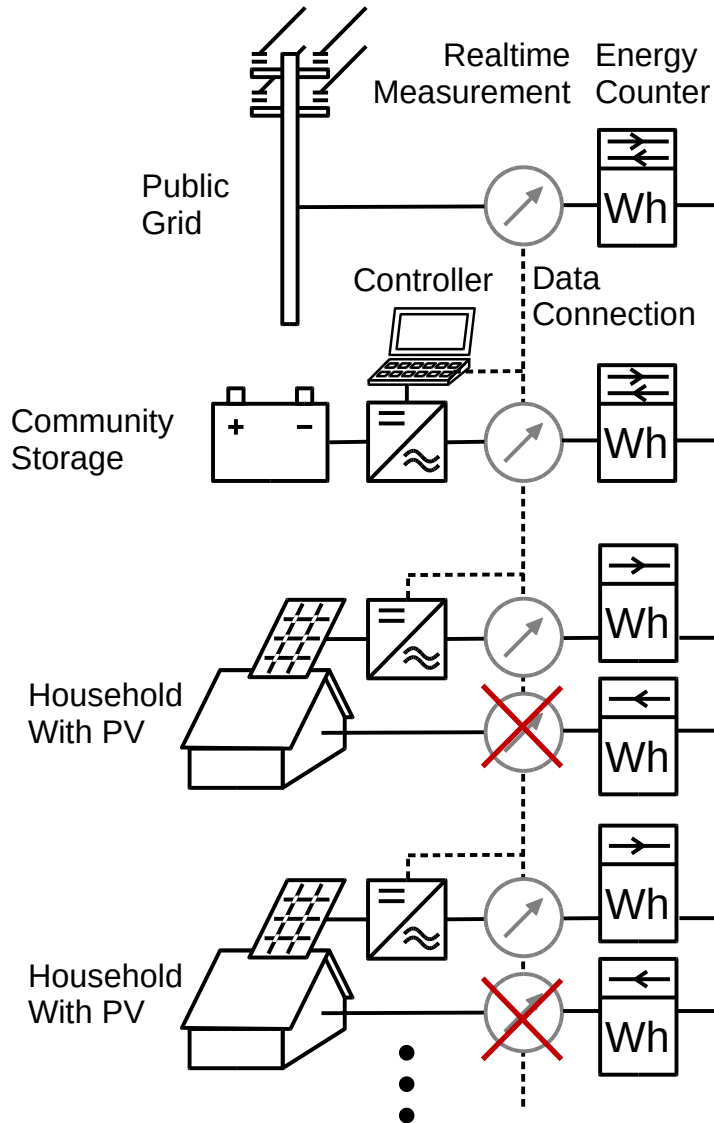 Realtime
Measurement
Energy
Counter
Public
Grid
Wh
Controller
Data
Connection
Community
Storage
+ −
Wh
Household
With PV
Wh
Wh
Household
With PV
Wh
Wh